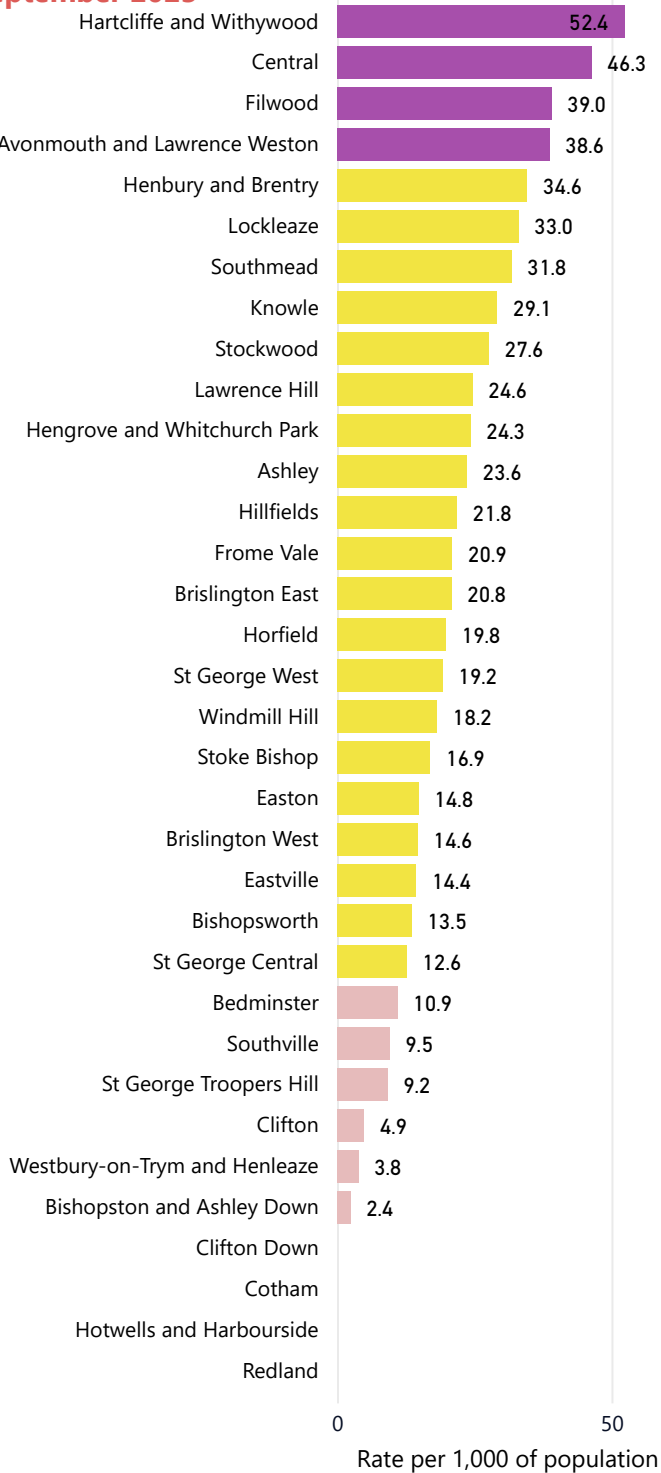 Hartcliffe and Withywood 52.4
Central 46.3
Filwood 39.0
Avonmouth and Lawrence Weston 38.6
Henbury and Brentry 34.6
Lockleaze 33.0
Southmead 31.8
Knowle 29.1
Stockwood 27.6
Lawrence Hill 24.6
Hengrove and Whitchurch Park 24.3
Ashley 23.6
Hillfields 21.8
Frome Vale 20.9
Brislington East 20.8
Horfield 19.8
St George West 19.2
Windmill Hill 18.2
Stoke Bishop 16.9
Easton 14.8
Brislington West 14.6
Eastville 14.4
Bishopsworth 13.5
St George Central 12.6
Bedminster 10.9
Southville 9.5
St George Troopers Hill 9.2
Clifton 4.9
Westbury-on-Trym and Henleaze 3.8
Bishopston and Ashley Down 2.4
Clifton Down
Cotham
Hotwells and Harbourside
Redland
0 50
Rate per 1,000 of population